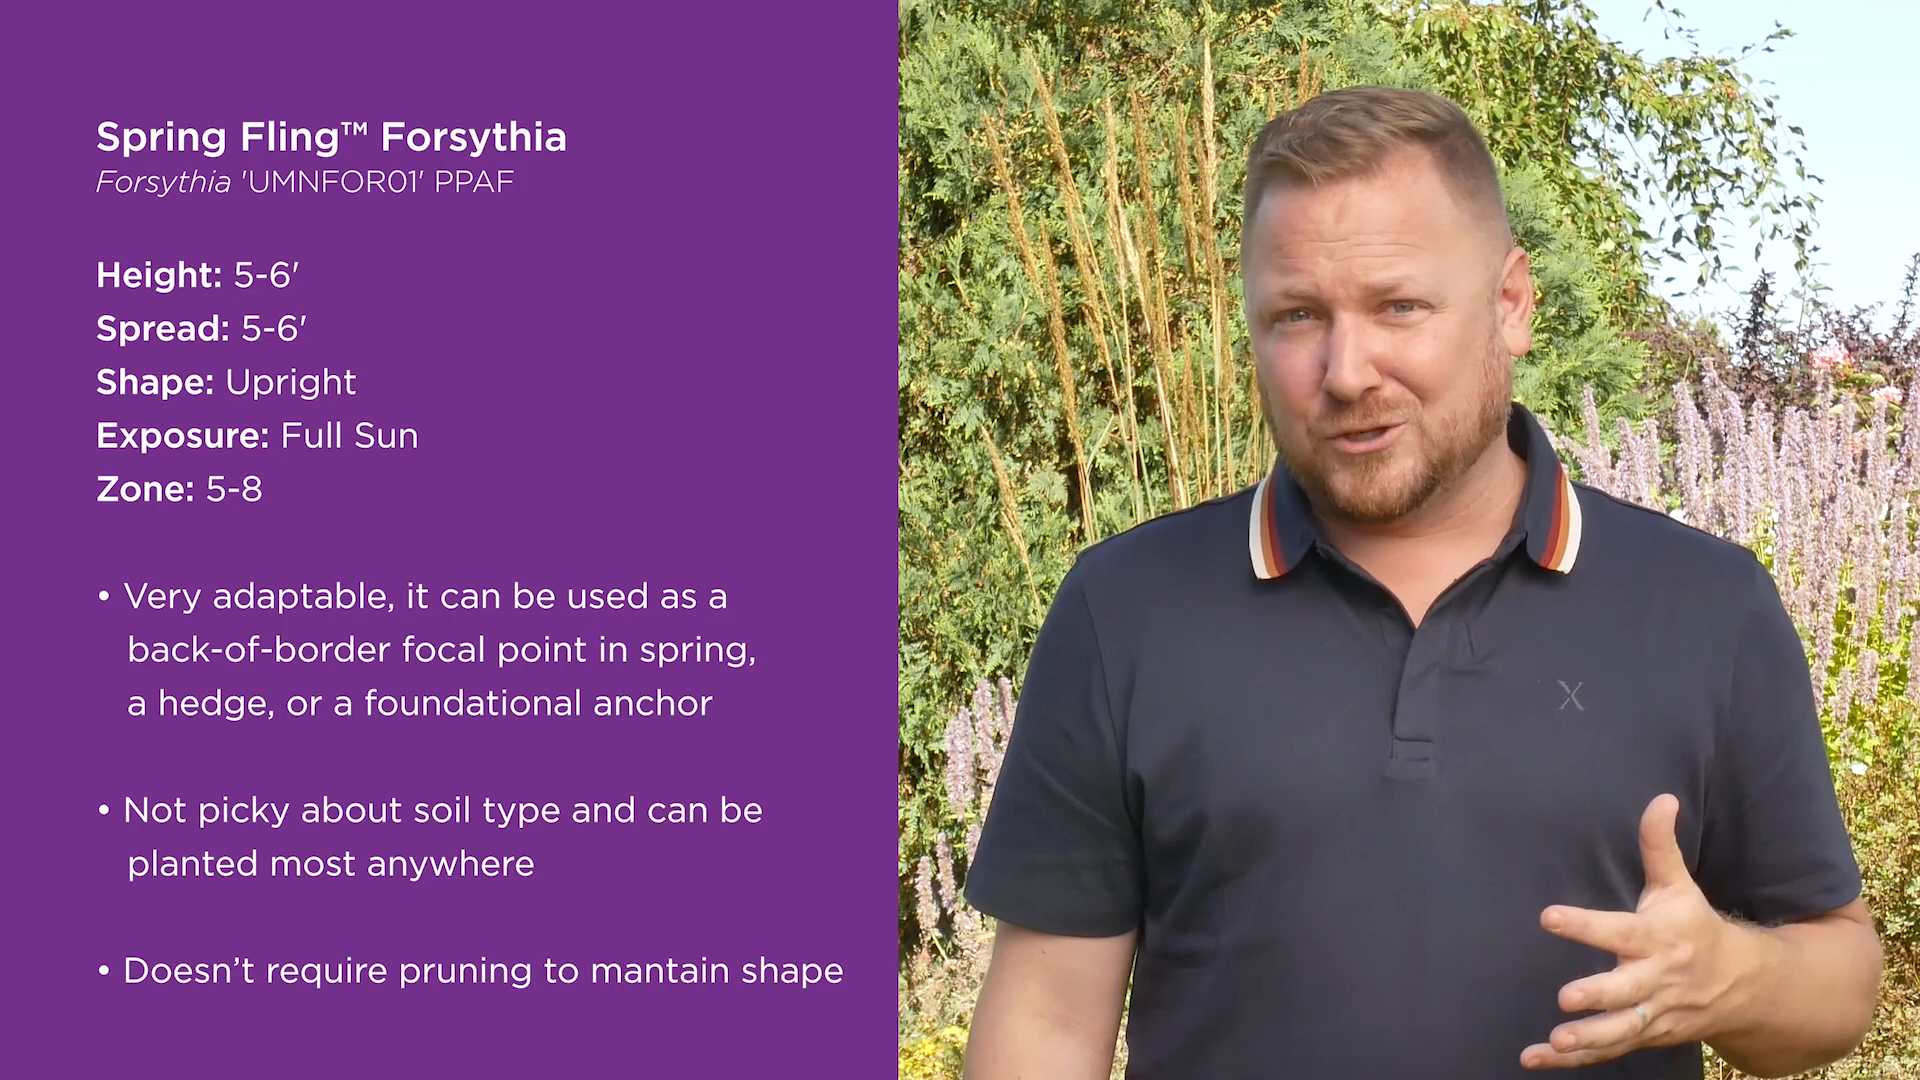 Spring Fling™ Forsythia
Forsythia 'UMNFOR01' PPAF
Height: 5-6'
Spread: 5-6'
Shape: Upright
Exposure: Full Sun
Zone: 5-8
• Very adaptable, it can be used as a
back-of-border focal point in spring,
a hedge, or a foundational anchor
• Not picky about soil type and can be
planted most anywhere
• Doesn’t require pruning to mantain shape
X